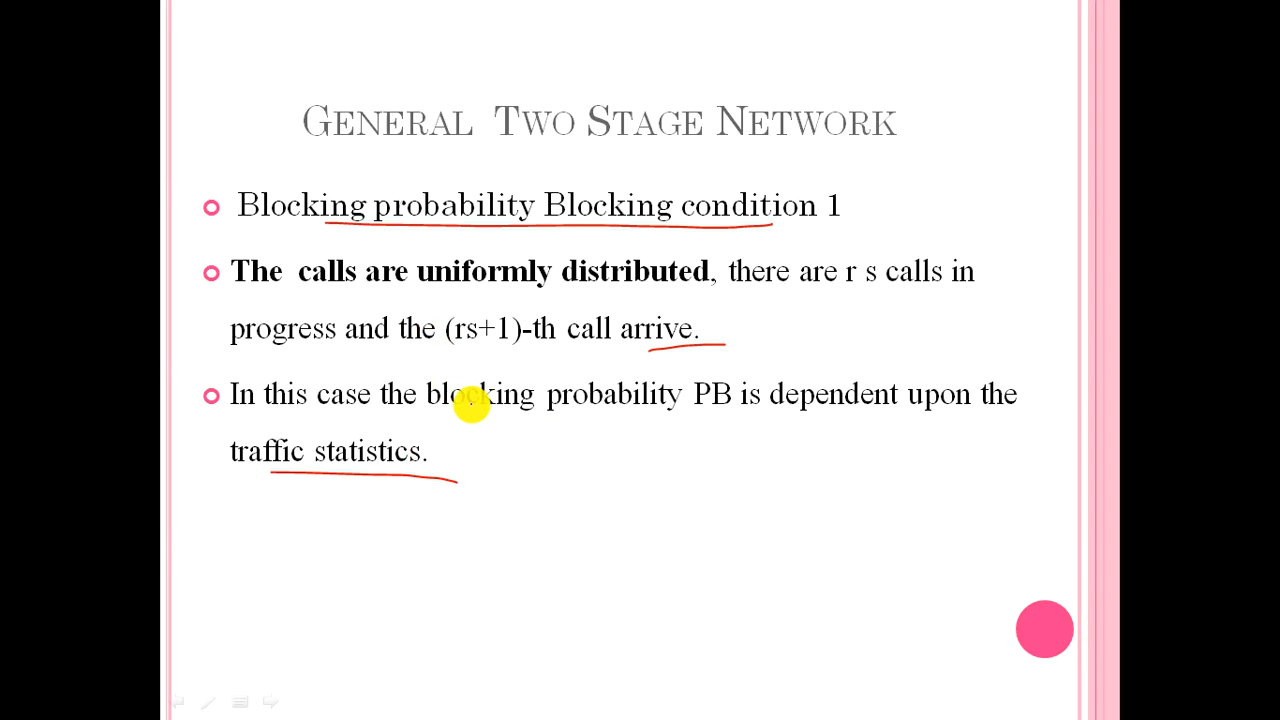 General Two Stage Network
Blocking probability Blocking condition 1
The calls are uniformly distributed, there are r s calls in
progress and the (rs+1)-th call arrive.
In this case the blocking probability PB is dependent upon the
traffic statistics.